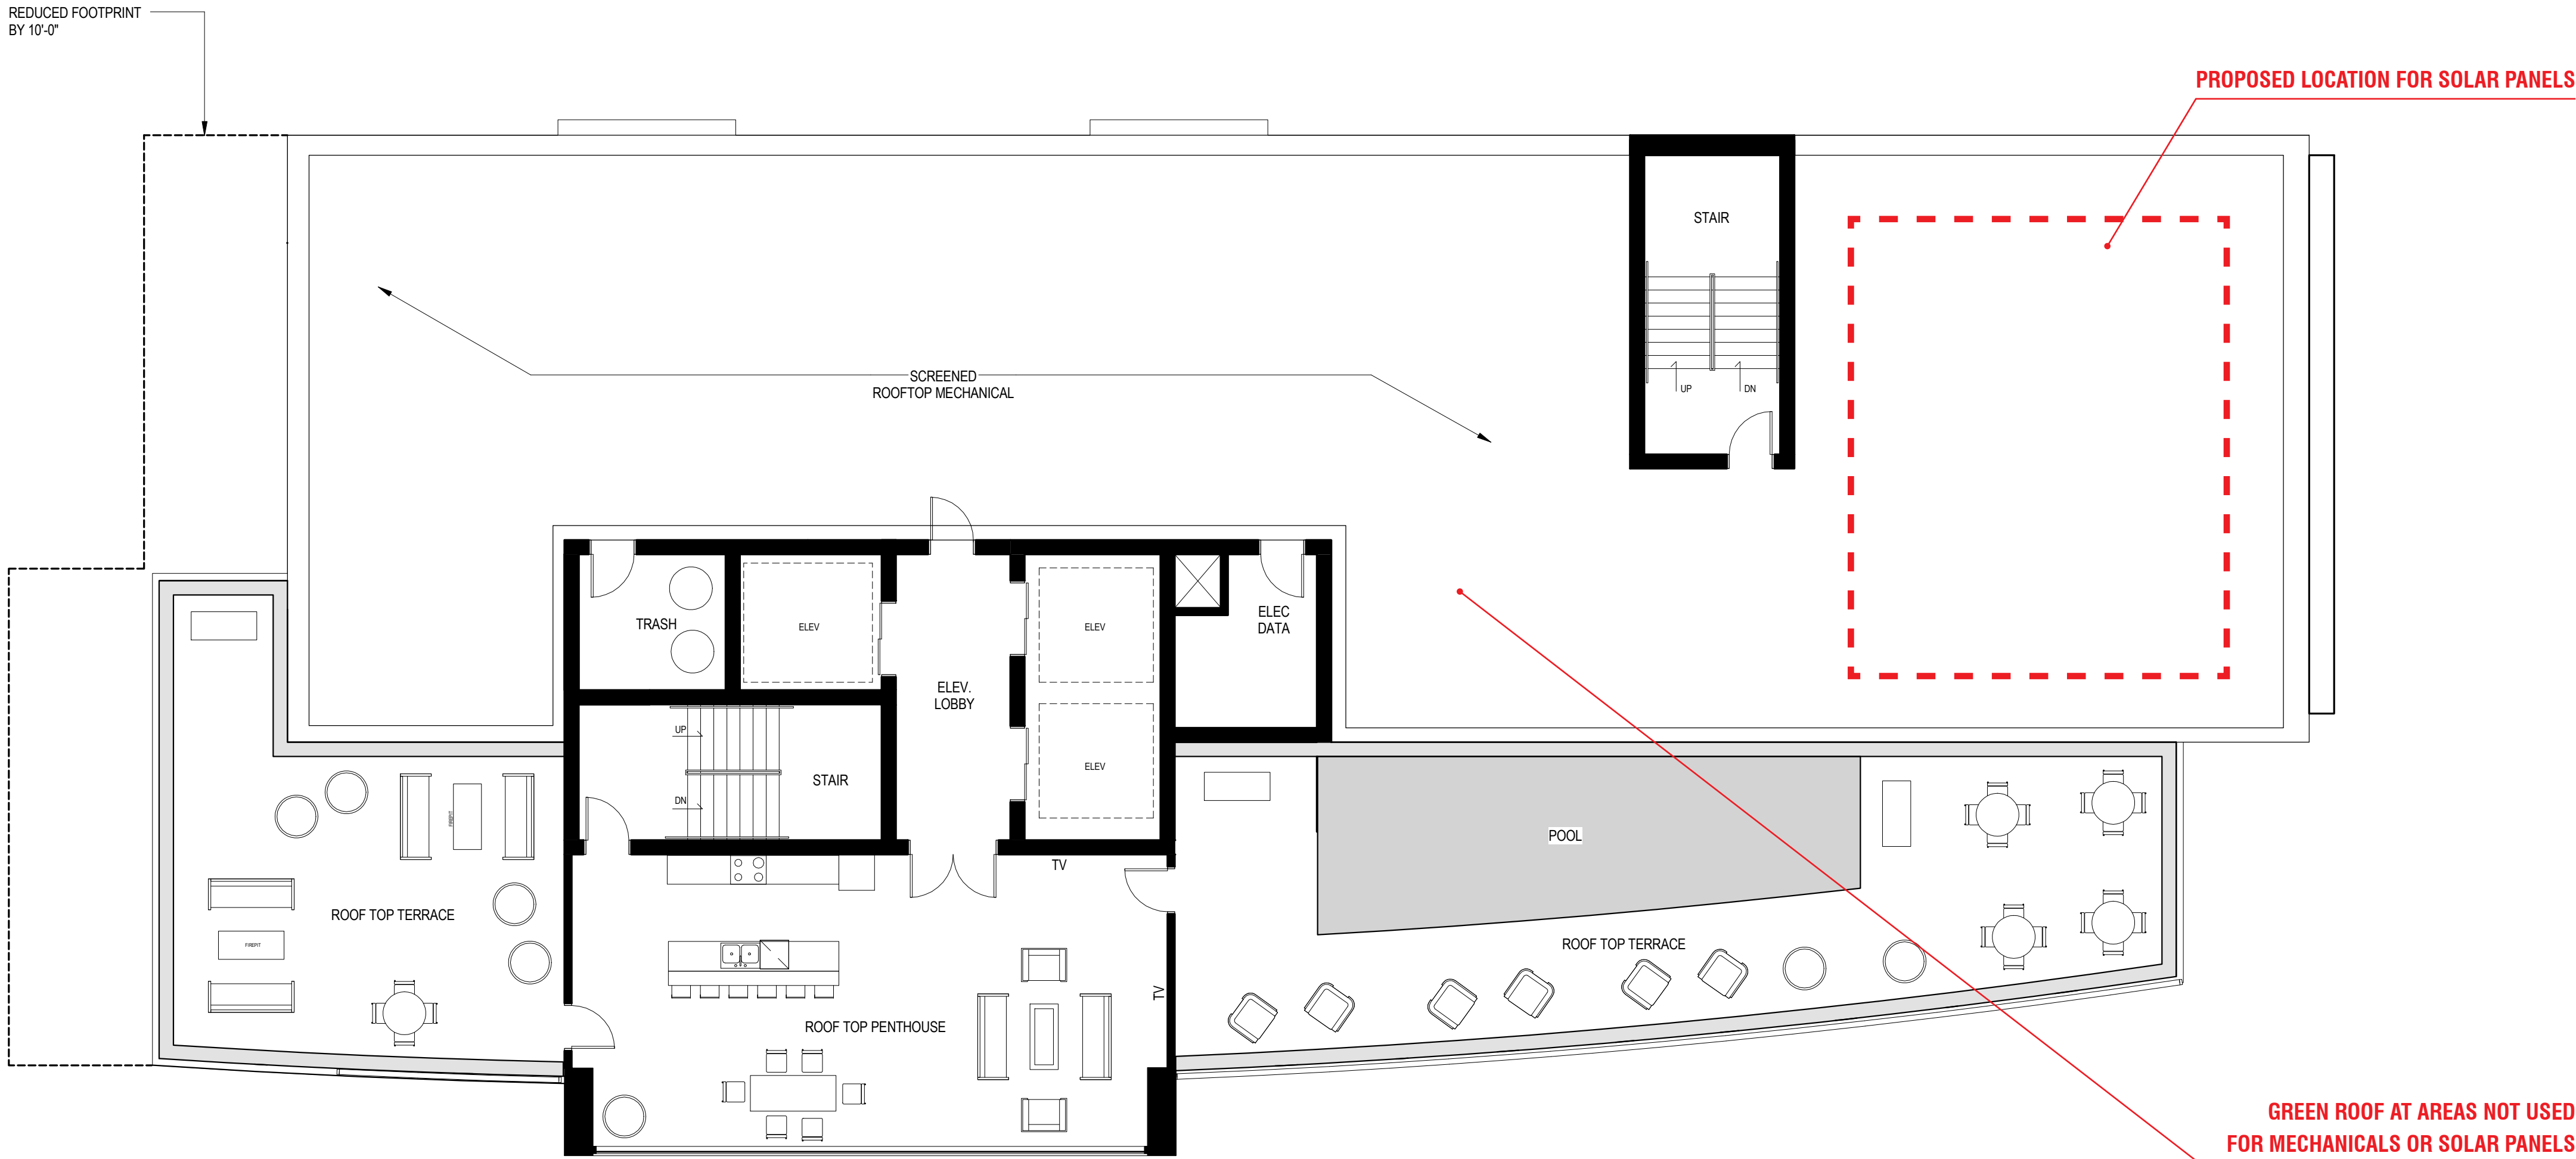 REDUCED FOOTPRINT
BY 10'-0"
PROPOSED LOCATION FOR SOLAR PANELS
STAIR
UP
DN
SCREENED
ROOFTOP MECHANICAL
TRASH
ELEV
ELEV
ELEC
DATA
ELEV.
LOBBY
UP
DN
STAIR
ELEV
FIREPIT
POOL
TV
ROOF TOP TERRACE
FIREPIT
ROOF TOP TERRACE
TV
ROOF TOP PENTHOUSE
GREEN ROOF AT AREAS NOT USED
FOR MECHANICALS OR SOLAR PANELS